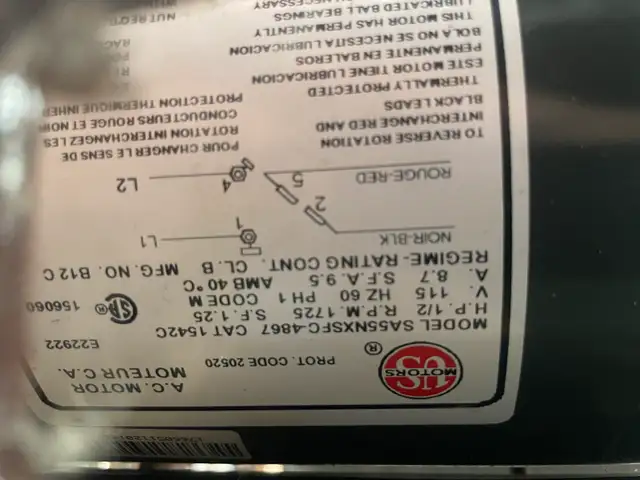 US
MOTORS
®
A.C. MOTOR
MOTEUR C.A.
PROT. CODE 20520
E22922
MODEL SA55NXSFC-4867 CAT 1542C
H.P. 1/2 R.P.M. 1725 S.F. 1.25
V. 115 HZ 60 PH 1 CODE M
A. 8.7 S.F.A. 9.5 AMB 40°C
REGIME-RATING CONT. CL. B MFG. NO. B12 C
SA ® 156060
NOIR-BLK
1
L1
2
5
ROUGE-RED
4
L2
TO REVERSE ROTATION
INTERCHANGE RED AND
BLACK LEADS
THERMALLY PROTECTED
ESTE MOTOR TIENE LUBRICACION
PERMANENTE EN BALEROS
BOLA NO SE NECESITA LUBRICACION
THIS MOTOR HAS PERMANENTLY
LUBRICATED BALL BEARINGS
POUR CHANGER LE SENS DE
ROTATION INTERCHANGEZ LES
CONDUCTEURS ROUGE ET NOIR
PROTECTION THERMIQUE INHER
NUT REQ'D